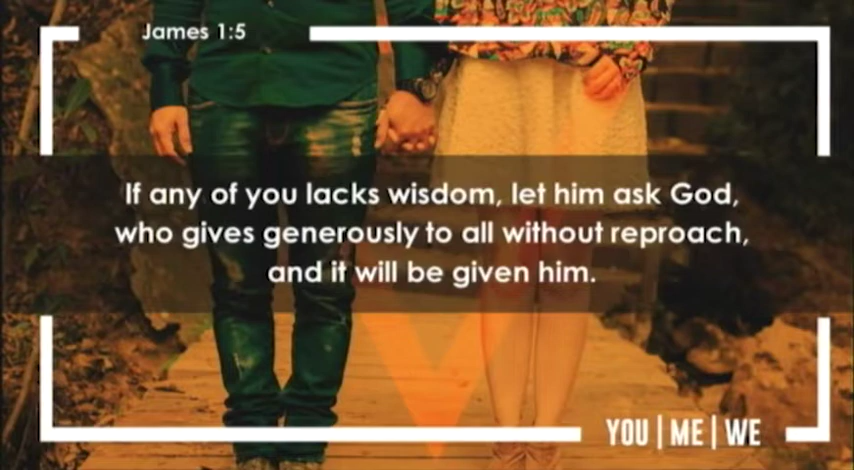 James 1:5
If any of you lacks wisdom, let him ask God,
who gives generously to all without reproach,
and it will be given him.
YOU | ME | WE